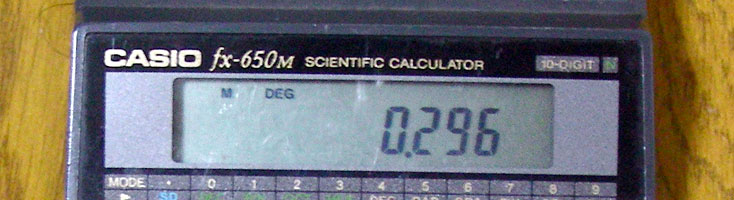 CASIO fx-650M SCIENTIFIC CALCULATOR 10-DIGIT N
M DEG
0.296
MODE · 0 1 2 3 4 5 6 7 8 9